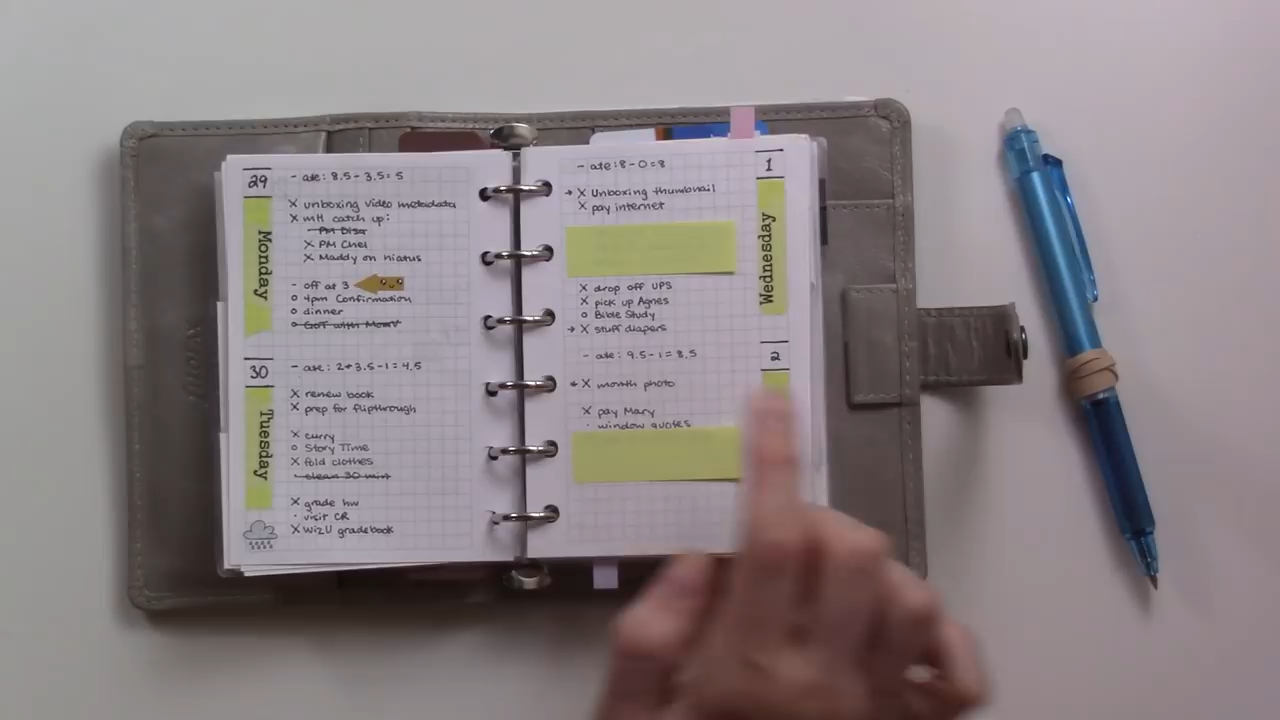 29
Monday
- ate: 8.5 - 3.5 = 5
X unboxing video metadata
X mH catch up:
PM Disa
X PM Chel
X Maddy on hiatus
- off at 3
o 4pm Confirmation
o dinner
o GoT with MomV
30
Tuesday
- ate: 2+3.5-1=4.5
X renew book
X prep for flipthrough
X curry
o Story Time
X fold clothes
· clean 30 min
X grade hw
· visit CR
X WizU gradebook
1
Wednesday
- ate: 8 - 0 = 8
→ X Unboxing thumbnail
X pay internet
X drop off UPS
X pick up Agnes
o Bible Study
→ X stuff diapers
2
- ate: 9.5 - 1 = 8.5
X month photo
X pay Mary
· window quotes